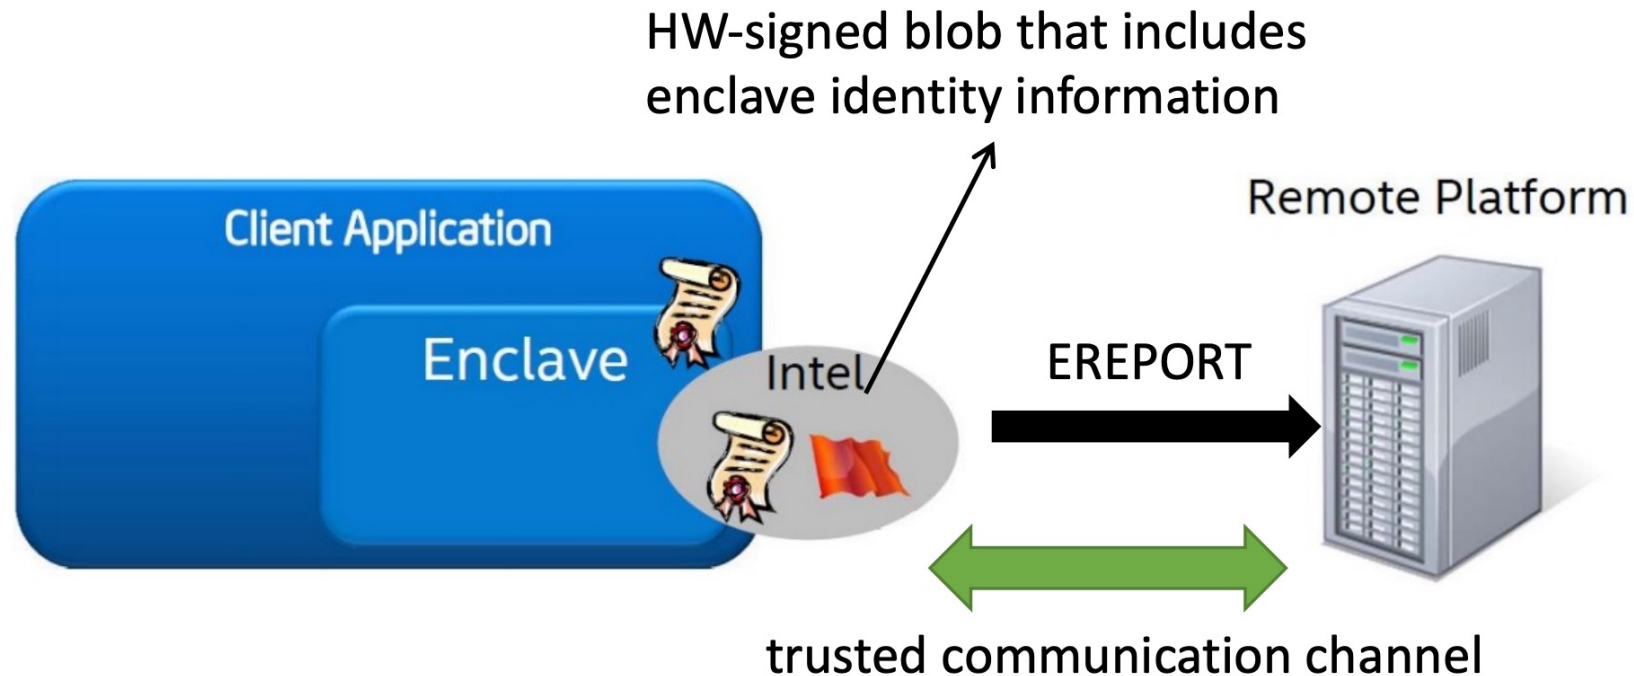 HW-signed blob that includes
enclave identity information
Remote Platform
Client Application
Enclave
Intel
EREPORT
trusted communication channel